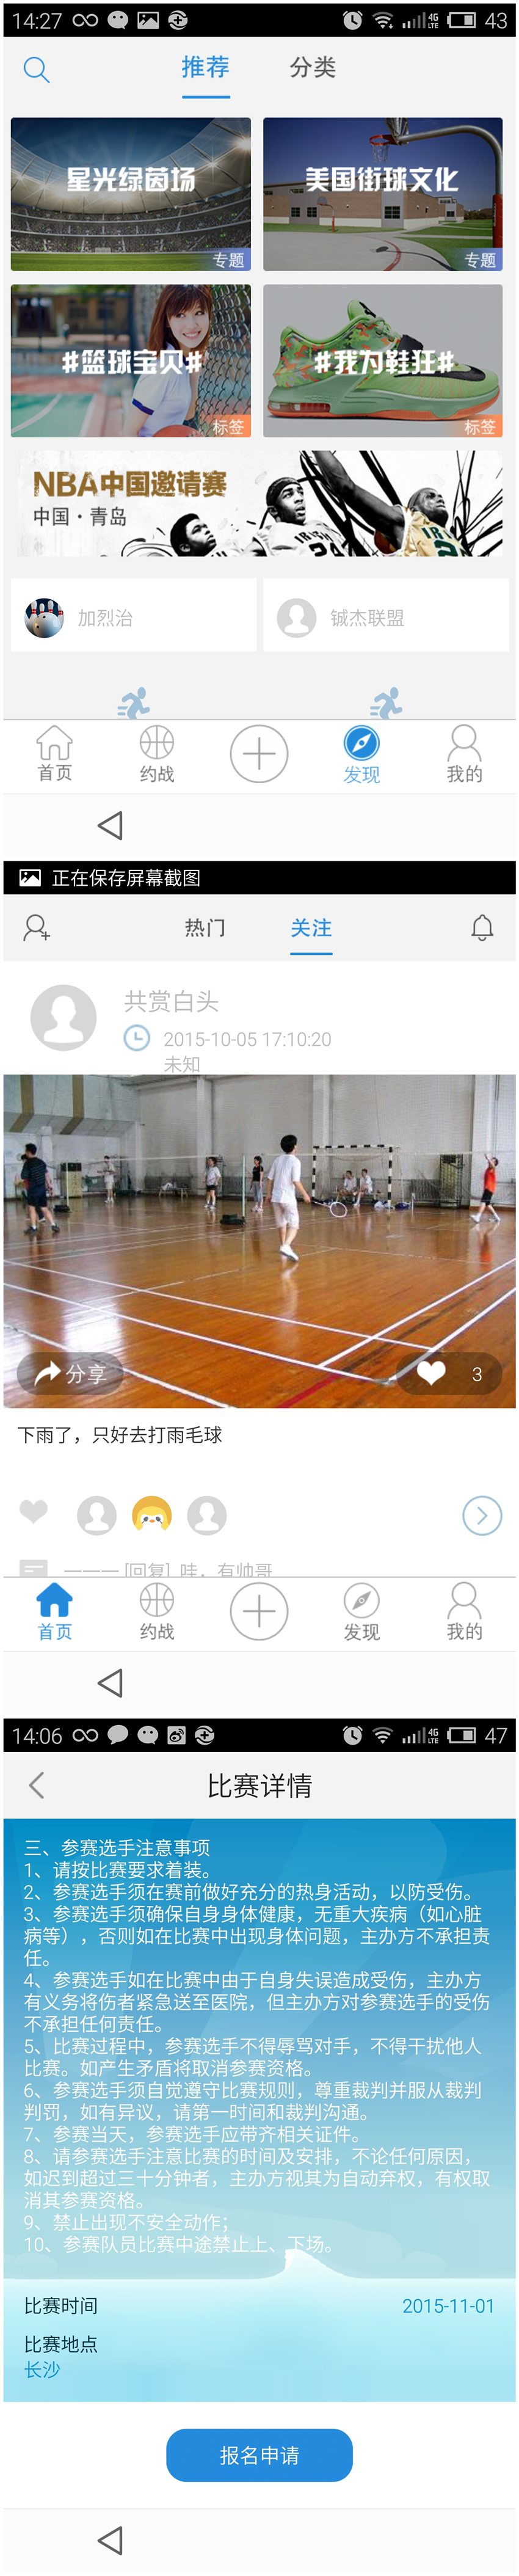 14:27
4G
LTE
43
推荐
分类
星光绿茵场
专题
美国街球文化
专题
#篮球宝贝#
标签
#我为鞋狂#
标签
NBA中国邀请赛
中国·青岛
加烈治
钺杰联盟
首页
约战
发现
我的
正在保存屏幕截图
热门
关注
共赏白头
2015-10-05 17:10:20
未知
分享
3
下雨了，只好去打雨毛球
一一一 [回复] 哇，有帅哥
首页
约战
发现
我的
14:06
4G
LTE
47
比赛详情
三、参赛选手注意事项
1、请按比赛要求着装。
2、参赛选手须在赛前做好充分的热身活动，以防受伤。
3、参赛选手须确保自身身体健康，无重大疾病（如心脏
病等），否则如在比赛中出现身体问题，主办方不承担责
任。
4、参赛选手如在比赛中由于自身失误造成受伤，主办方
有义务将伤者紧急送至医院，但主办方对参赛选手的受伤
不承担任何责任。
5、比赛过程中，参赛选手不得辱骂对手，不得干扰他人
比赛。如产生矛盾将取消参赛资格。
6、参赛选手须自觉遵守比赛规则，尊重裁判并服从裁判
判罚，如有异议，请第一时间和裁判沟通。
7、参赛当天，参赛选手应带齐相关证件。
8、请参赛选手注意比赛的时间及安排，不论任何原因，
如迟到超过三十分钟者，主办方视其为自动弃权，有权取
消其参赛资格。
9、禁止出现不安全动作；
10、参赛队员比赛中途禁止上、下场。
比赛时间
2015-11-01
比赛地点
长沙
报名申请